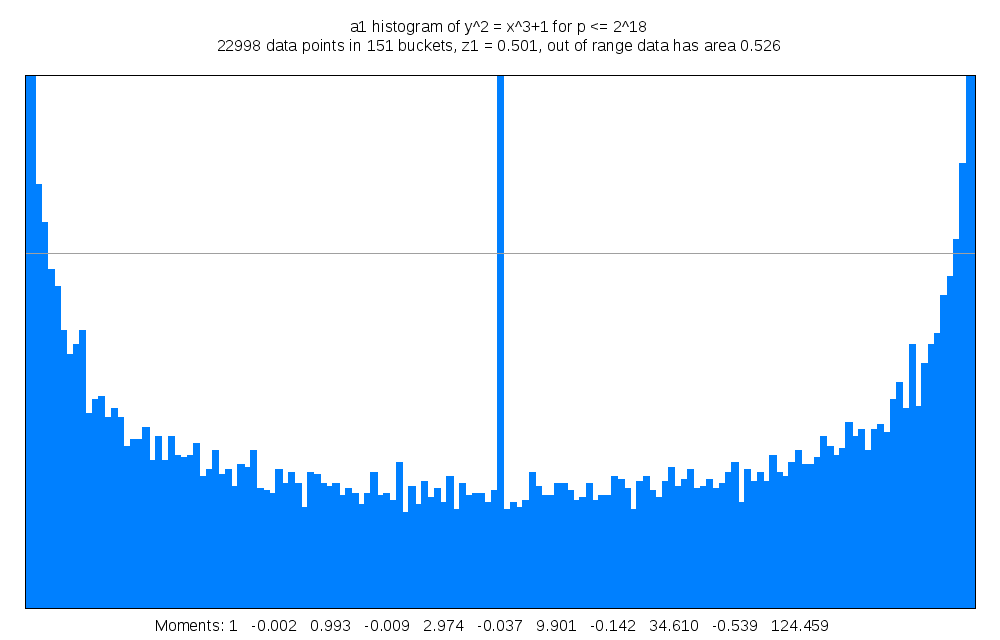 a1 histogram of y^2 = x^3+1 for p <= 2^18
22998 data points in 151 buckets, z1 = 0.501, out of range data has area 0.526
Moments: 1 -0.002 0.993 -0.009 2.974 -0.037 9.901 -0.142 34.610 -0.539 124.459